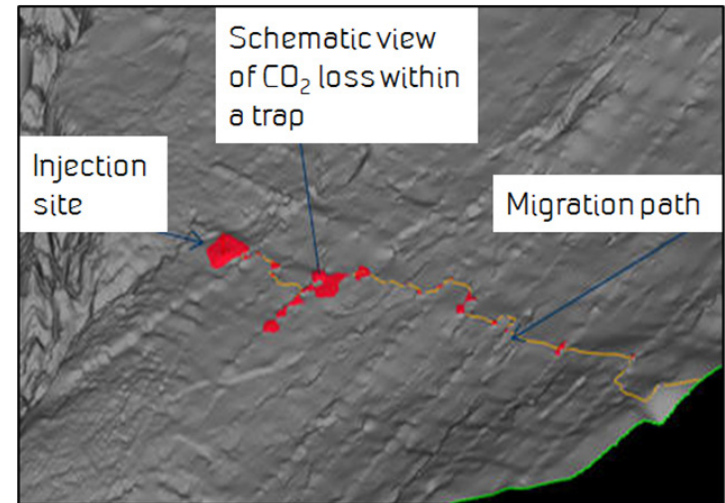 Schematic view
of CO₂ loss within
a trap
Injection
site
Migration path